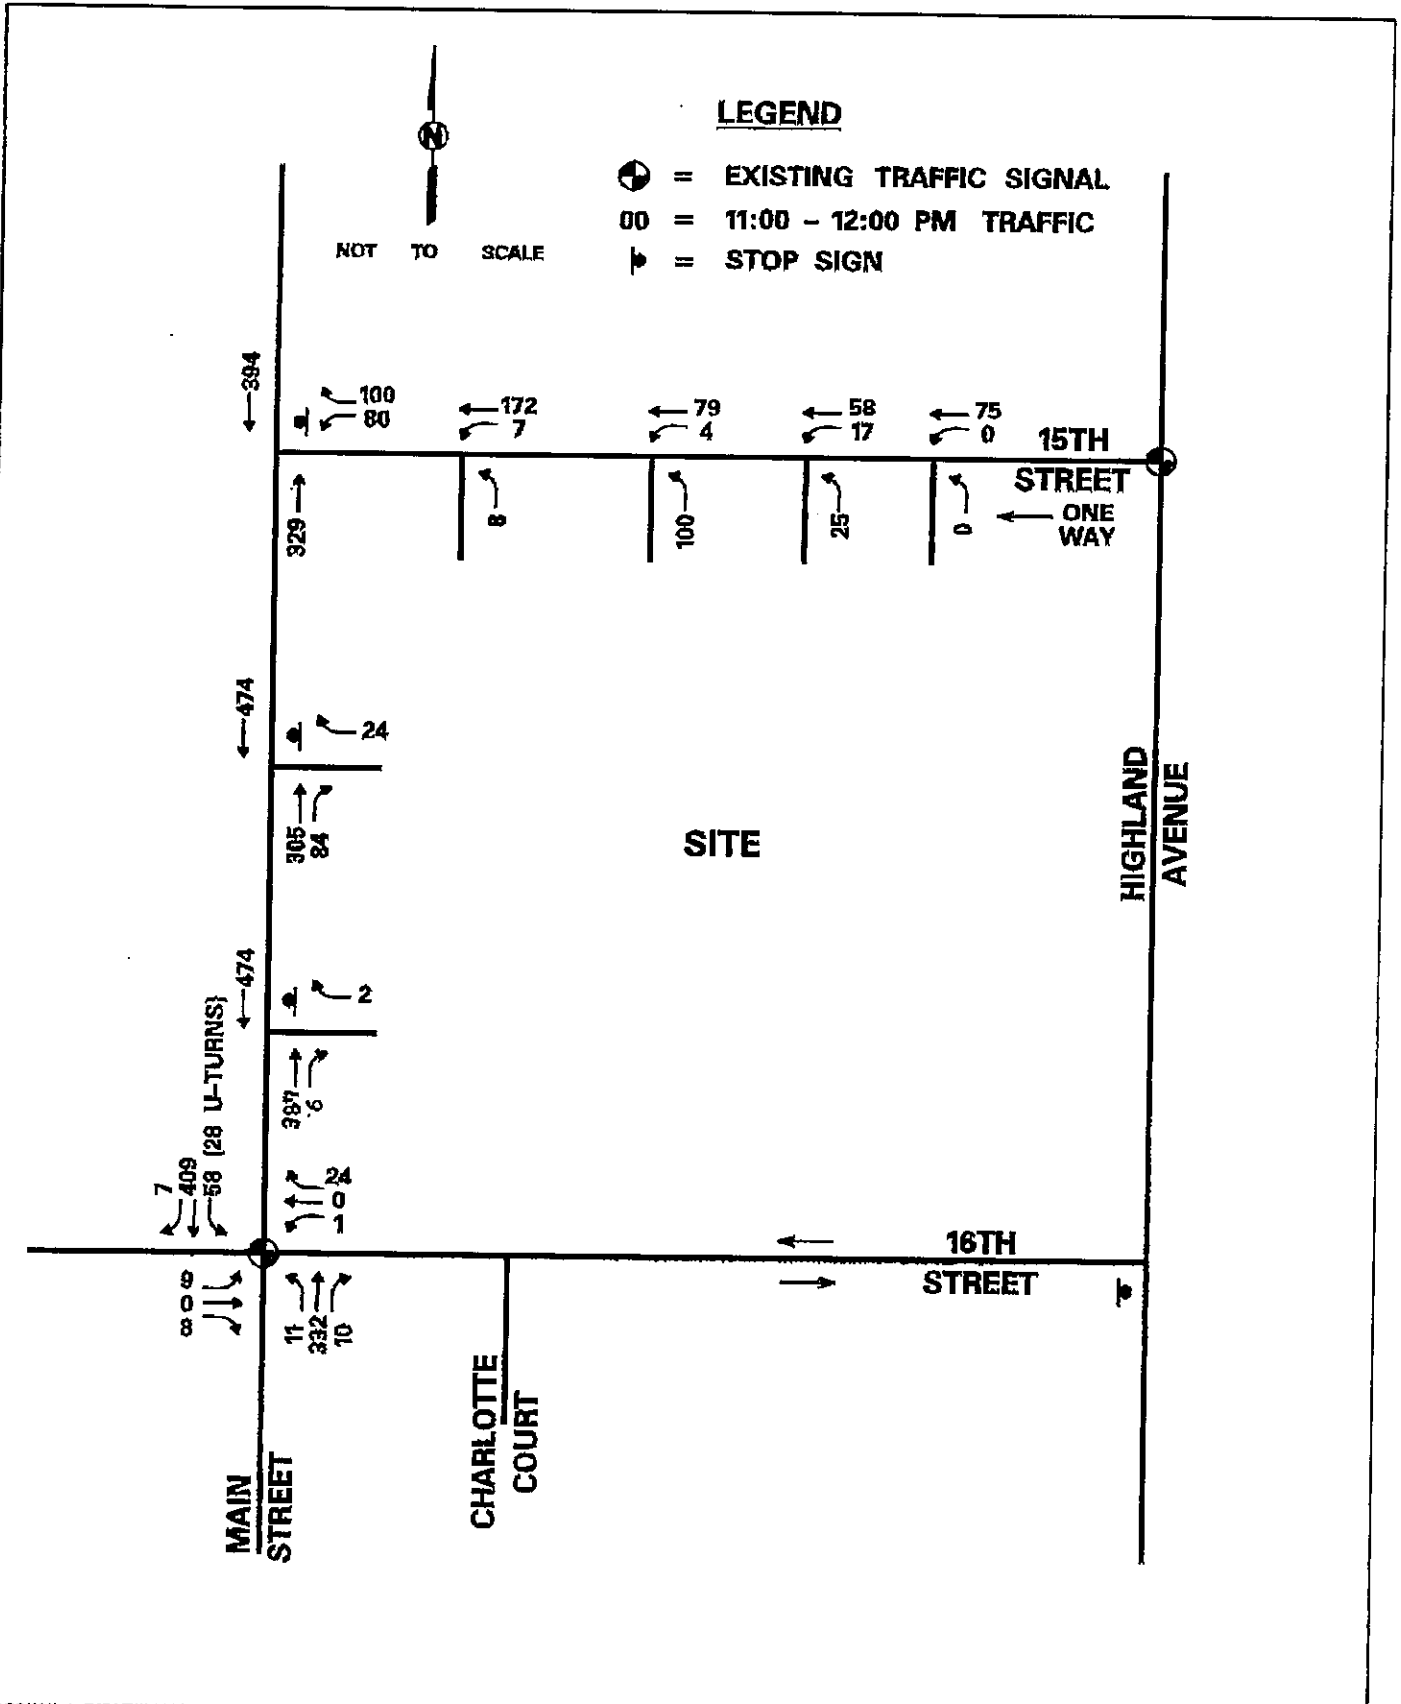 LEGEND
N
= EXISTING TRAFFIC SIGNAL
00 = 11:00 - 12:00 PM TRAFFIC
= STOP SIGN
NOT TO SCALE
394
100
80
172
7
79
4
58
17
75
0
15TH
STREET
ONE
WAY
329
8
100
25
0
474
24
305
84
SITE
HIGHLAND
AVENUE
474
2
387
7
409
58 (28 U-TURNS)
24
0
1
16TH
STREET
9
0
8
11
332
10
CHARLOTTE
COURT
MAIN
STREET